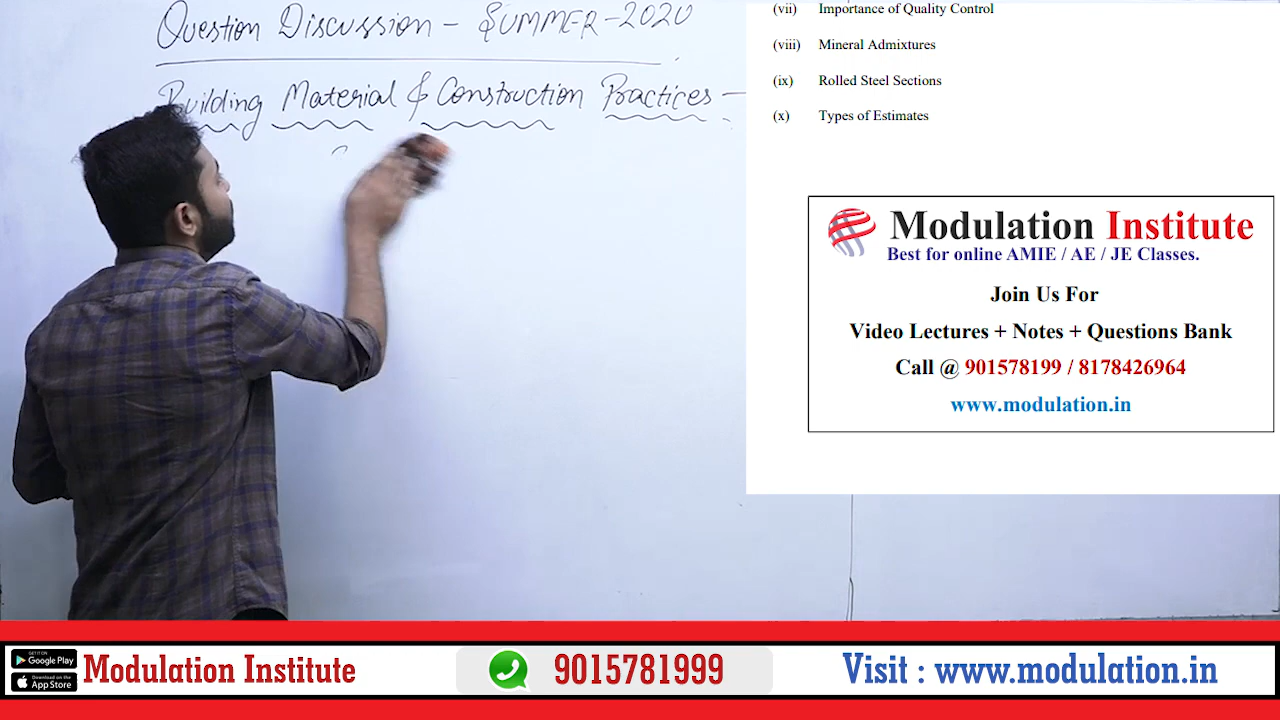 Question Discussion - SUMMER-2020
Building Material & Construction Practices -
(vii) Importance of Quality Control
(viii) Mineral Admixtures
(ix) Rolled Steel Sections
(x) Types of Estimates
Modulation Institute
Best for online AMIE / AE / JE Classes.
Join Us For
Video Lectures + Notes + Questions Bank
Call @ 901578199 / 8178426964
www.modulation.in
GET IT ON
Google Play
Download on the
App Store
Modulation Institute
9015781999
Visit : www.modulation.in